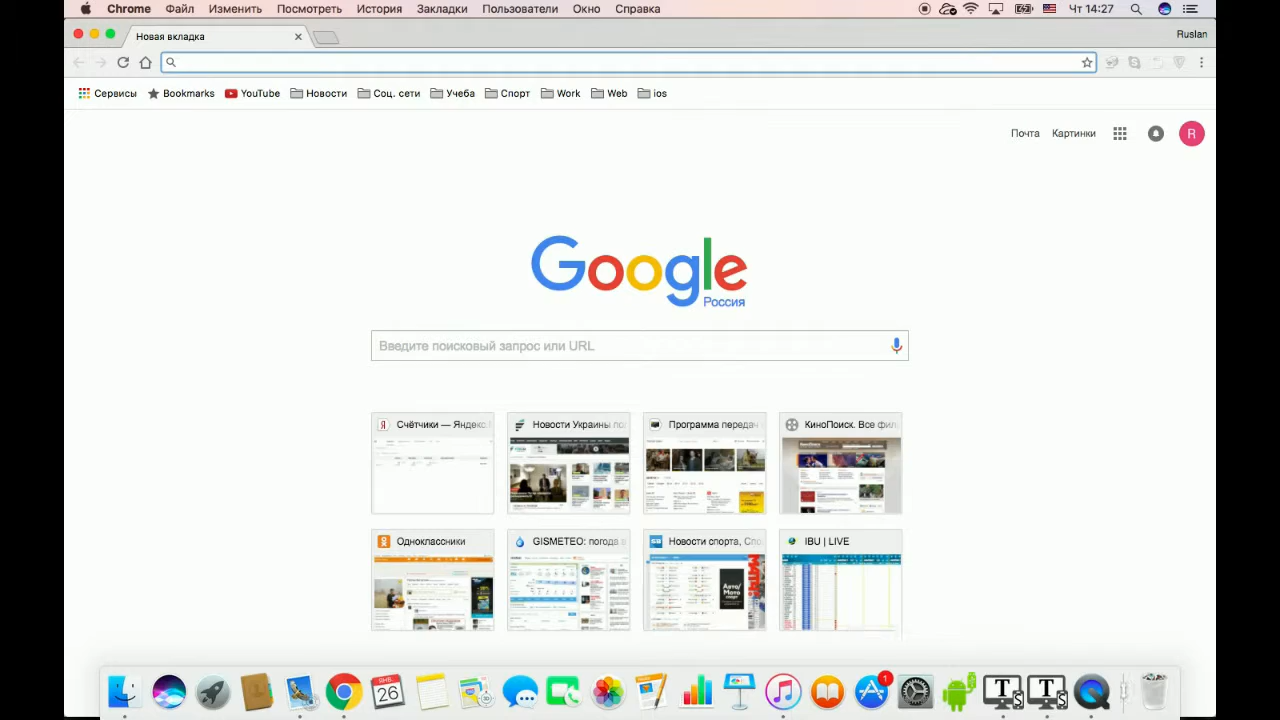 Chrome Файл Изменить Посмотреть История Закладки Пользователи Окно Справка Чт 14:27
Новая вкладка
Ruslan
Сервисы Bookmarks YouTube Новости Соц. сети Учеба Спорт Work Web ios
Почта Картинки R
Google
Россия
Введите поисковый запрос или URL
Счётчики — Яндекс. Новости Украины Программа передач КиноПоиск. Все фил
Одноклассники GISMETEO: погода в Новости спорта, Спо IBU | LIVE
ЯНВ. 26 1